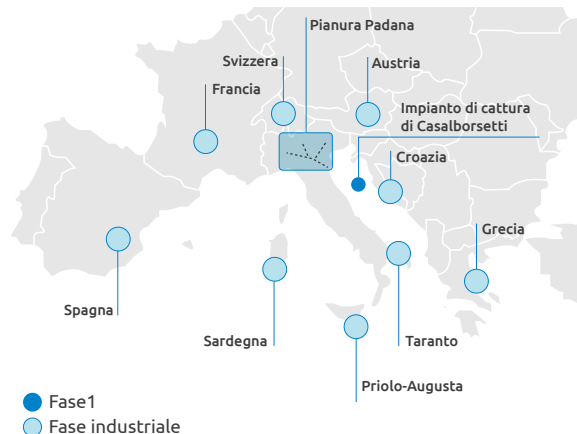 Pianura Padana
Svizzera
Austria
Francia
Impianto di cattura
di Casalborsetti
Croazia
Grecia
Spagna
Sardegna
Taranto
Priolo-Augusta
Fase1
Fase industriale